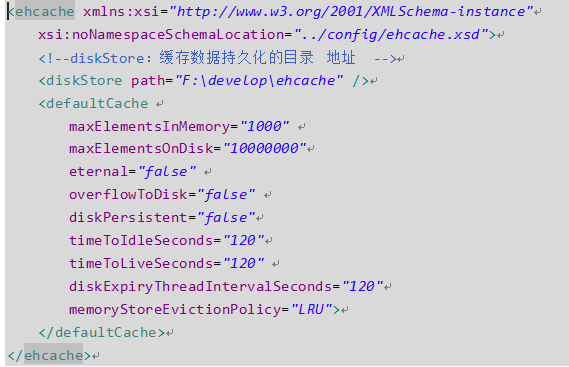 <ehcache xmlns:xsi="http://www.w3.org/2001/XMLSchema-instance"
xsi:noNamespaceSchemaLocation="../config/ehcache.xsd">
<!--diskStore：缓存数据持久化的目录 地址  -->
<diskStore path="F:\develop\ehcache" />
<defaultCache
maxElementsInMemory="1000"
maxElementsOnDisk="10000000"
eternal="false"
overflowToDisk="false"
diskPersistent="false"
timeToIdleSeconds="120"
timeToLiveSeconds="120"
diskExpiryThreadIntervalSeconds="120"
memoryStoreEvictionPolicy="LRU">
</defaultCache>
</ehcache>